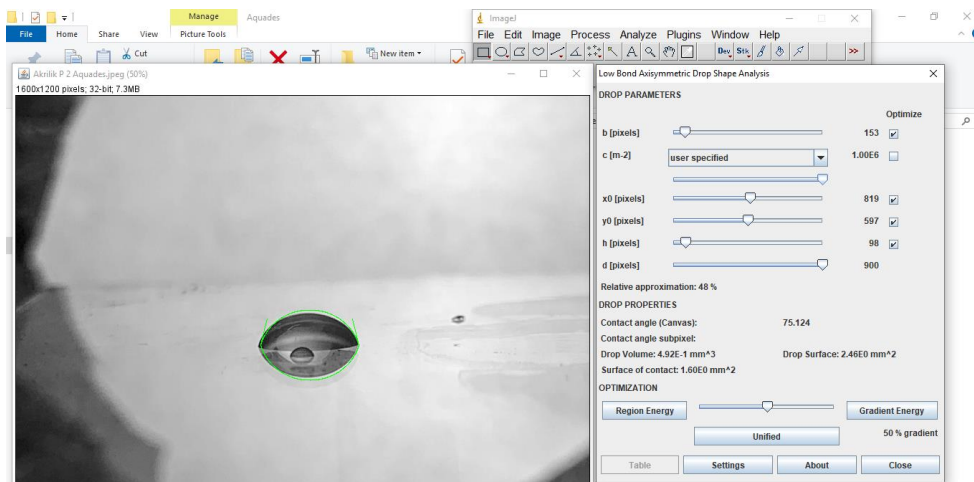 Manage
Aquades
File
Home
Share
View
Picture Tools
Cut
New item
ImageJ
File Edit Image Process Analyze Plugins Window Help
Dev Stk
>>
Akrilik P 2 Aquades.jpeg (50%)
1600x1200 pixels; 32-bit; 7.3MB
Low Bond Axisymmetric Drop Shape Analysis
DROP PARAMETERS
Optimize
b [pixels] 153
c [m-2] user specified 1.00E6
x0 [pixels] 819
y0 [pixels] 597
h [pixels] 98
d [pixels] 900
Relative approximation: 48 %
DROP PROPERTIES
Contact angle (Canvas): 75.124
Contact angle subpixel:
Drop Volume: 4.92E-1 mm^3 Drop Surface: 2.46E0 mm^2
Surface of contact: 1.60E0 mm^2
OPTIMIZATION
Region Energy
Gradient Energy
Unified
50 % gradient
Table
Settings
About
Close